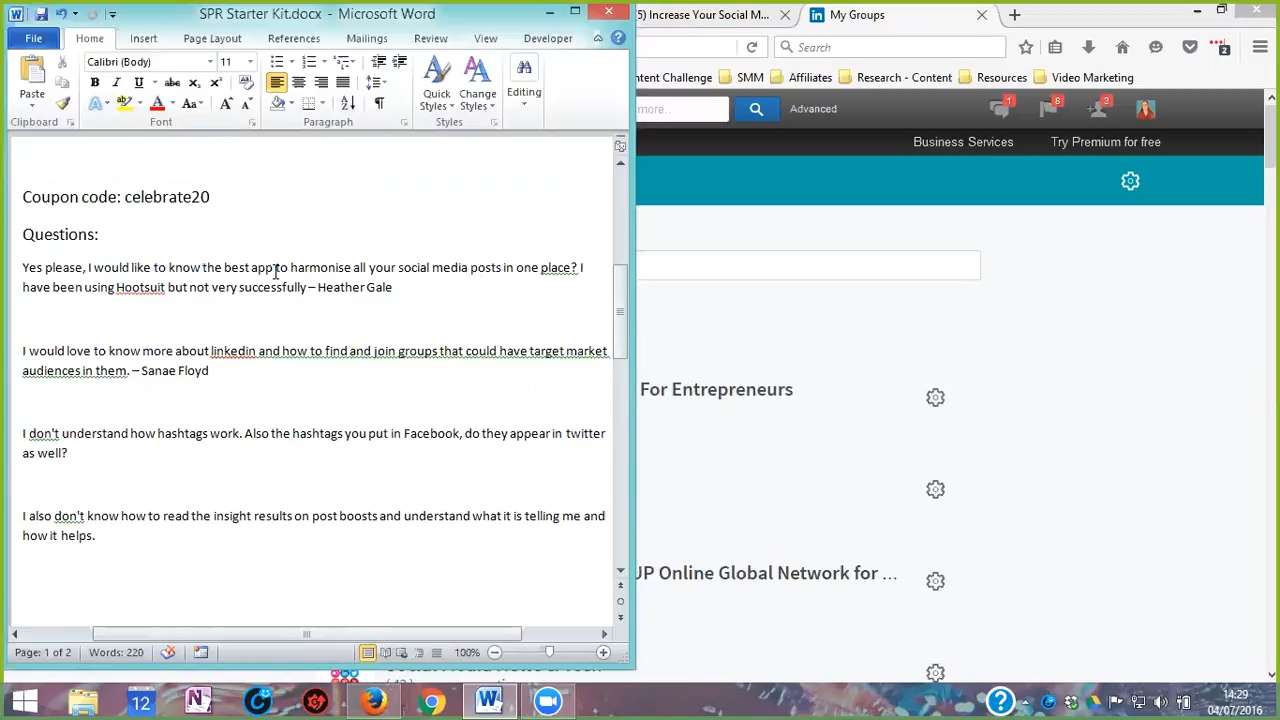 SPR Starter Kit.docx - Microsoft Word
5) Increase Your Social M...
My Groups
File
Home
Insert
Page Layout
References
Mailings
Review
View
Developer
Search
Calibri (Body)
11
Paste
Quick Styles
Change Styles
Editing
Clipboard
Font
Paragraph
Styles
ntent Challenge
SMM
Affiliates
Research - Content
Resources
Video Marketing
more...
Advanced
1
8
3
Business Services
Try Premium for free
Coupon code: celebrate20
Questions:
Yes please, I would like to know the best app to harmonise all your social media posts in one place? I
have been using Hootsuit but not very successfully – Heather Gale
I would love to know more about linkedin and how to find and join groups that could have target market
audiences in them. – Sanae Floyd
For Entrepreneurs
I don't understand how hashtags work. Also the hashtags you put in Facebook, do they appear in twitter
as well?
I also don't know how to read the insight results on post boosts and understand what it is telling me and
how it helps.
UP Online Global Network for ...
Page: 1 of 2
Words: 220
100%
12
14:29
04/07/2016